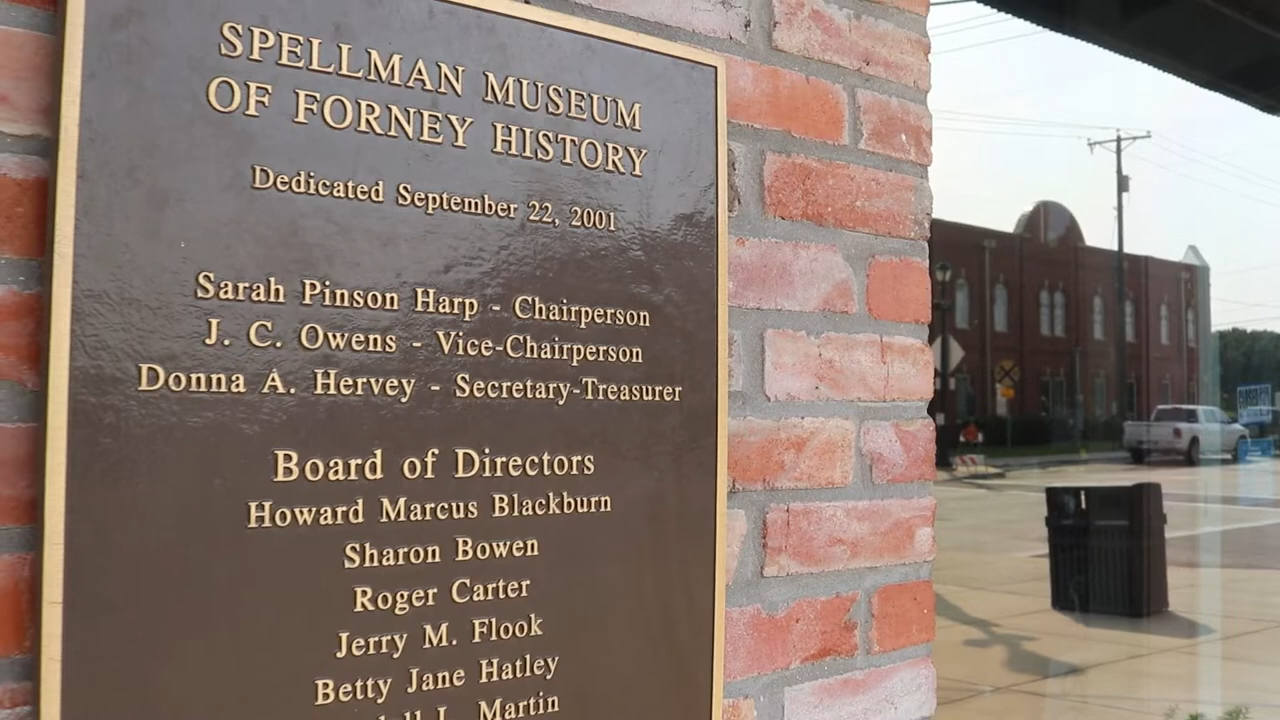 SPELLMAN MUSEUM
OF FORNEY HISTORY
Dedicated September 22, 2001
Sarah Pinson Harp - Chairperson
J. C. Owens - Vice-Chairperson
Donna A. Hervey - Secretary-Treasurer
Board of Directors
Howard Marcus Blackburn
Sharon Bowen
Roger Carter
Jerry M. Flook
Betty Jane Hatley
L. Martin